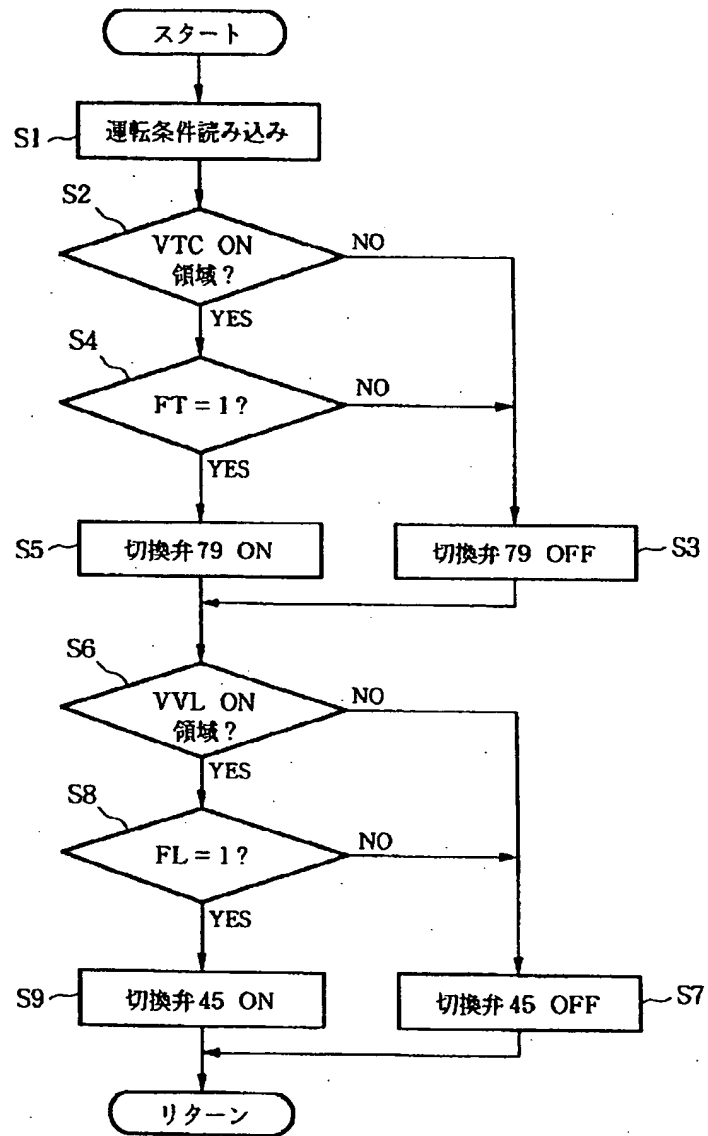 スタート
S1
運転条件読み込み
S2
VTC ON
領域？
NO
YES
S4
FT = 1？
NO
YES
S5
切換弁 79 ON
切換弁 79 OFF
S3
S6
VVL ON
領域？
NO
YES
S8
FL = 1？
NO
YES
S9
切換弁 45 ON
切換弁 45 OFF
S7
リターン